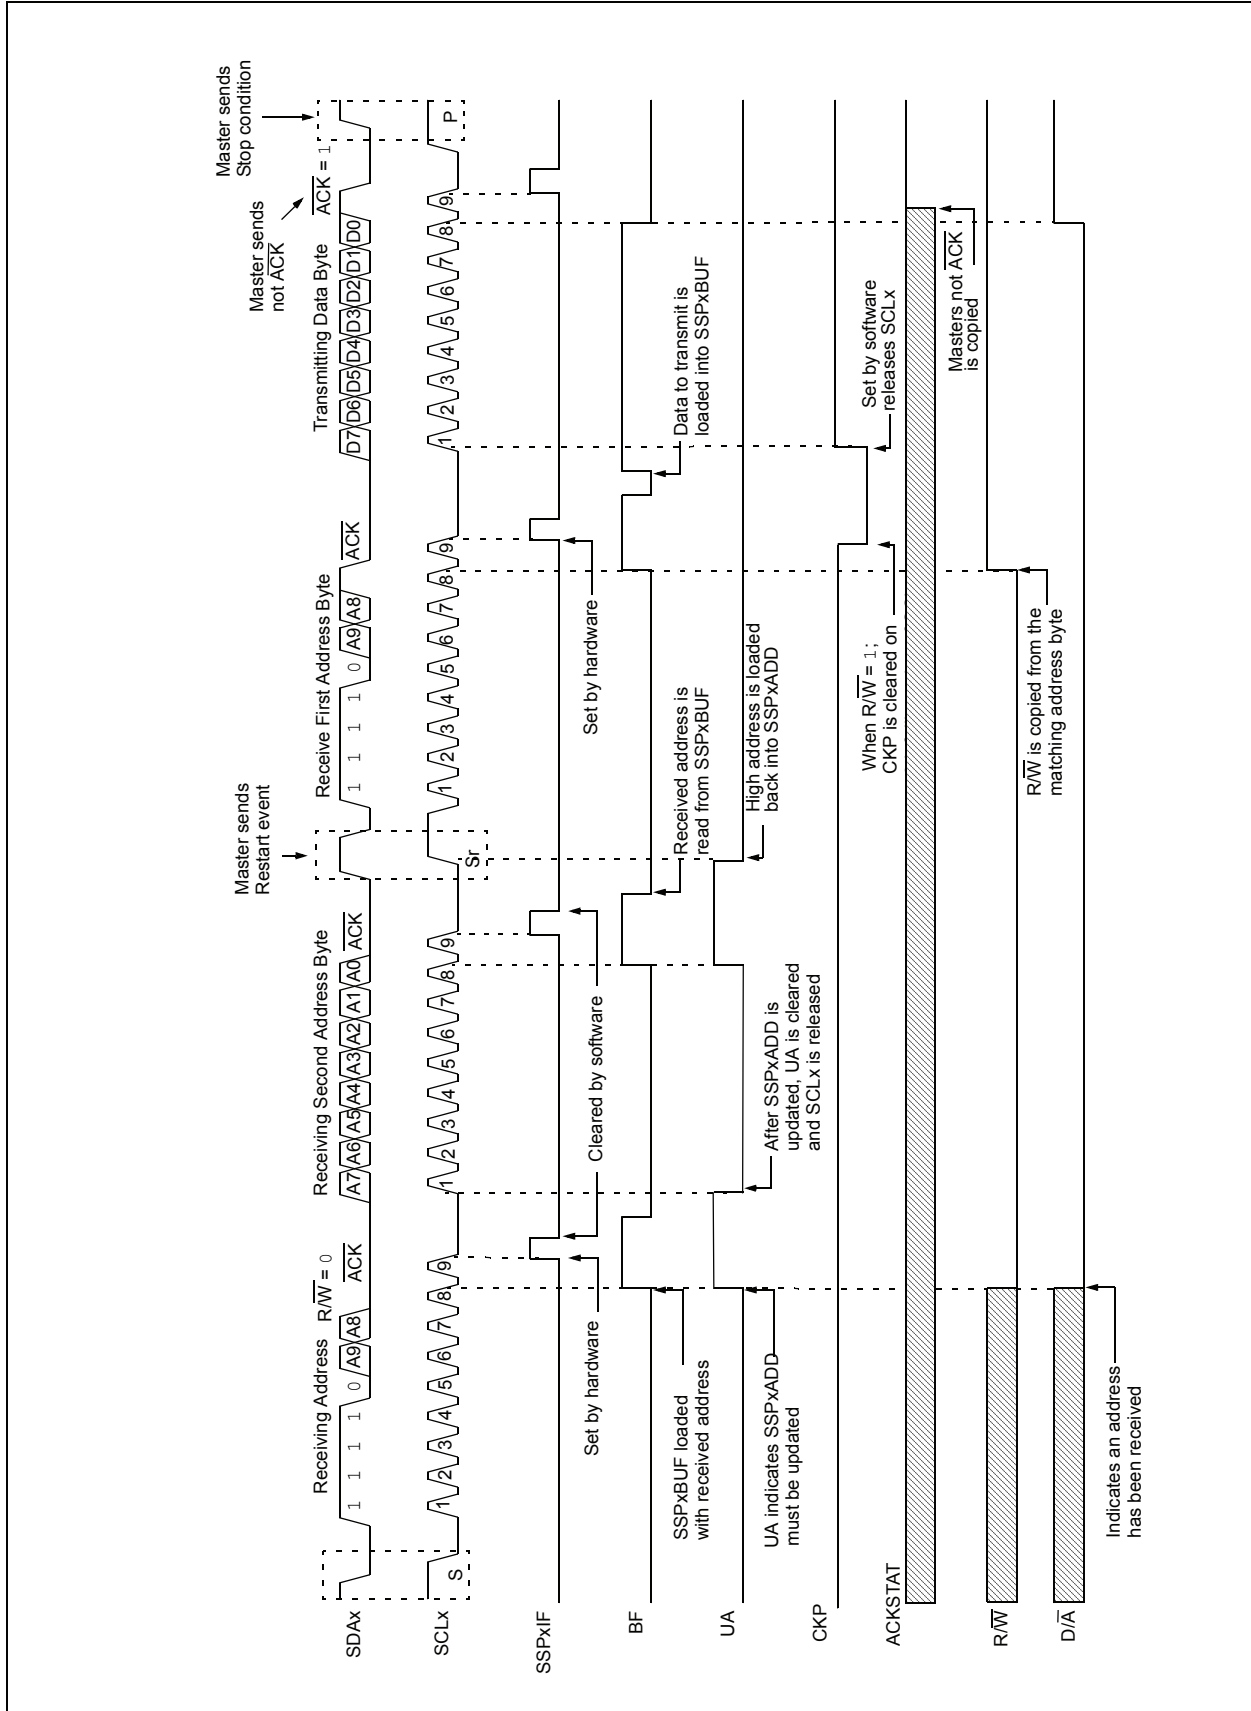 Master sends
Stop condition
Master sends
not ACK
Master sends
Restart event
SDAx
Receiving Address R/W = 0
1 1 1 1 0 A9 A8
ACK
Receiving Second Address Byte
A7 A6 A5 A4 A3 A2 A1 A0
ACK
Receive First Address Byte
1 1 1 1 0 A9 A8
ACK
Transmitting Data Byte
D7 D6 D5 D4 D3 D2 D1 D0
ACK = 1
SCLx
S
1 2 3 4 5 6 7 8 9
1 2 3 4 5 6 7 8 9
Sr
1 2 3 4 5 6 7 8 9
1 2 3 4 5 6 7 8 9
P
SSPxIF
Set by hardware
Cleared by software
Set by hardware
BF
SSPxBUF loaded
with received address
Received address is
read from SSPxBUF
Data to transmit is
loaded into SSPxBUF
UA
UA indicates SSPxADD
must be updated
After SSPxADD is
updated, UA is cleared
and SCLx is released
High address is loaded
back into SSPxADD
CKP
When R/W = 1;
CKP is cleared on
Set by software
releases SCLx
ACKSTAT
Masters not ACK
is copied
R/W
R/W is copied from the
matching address byte
D/A
Indicates an address
has been received